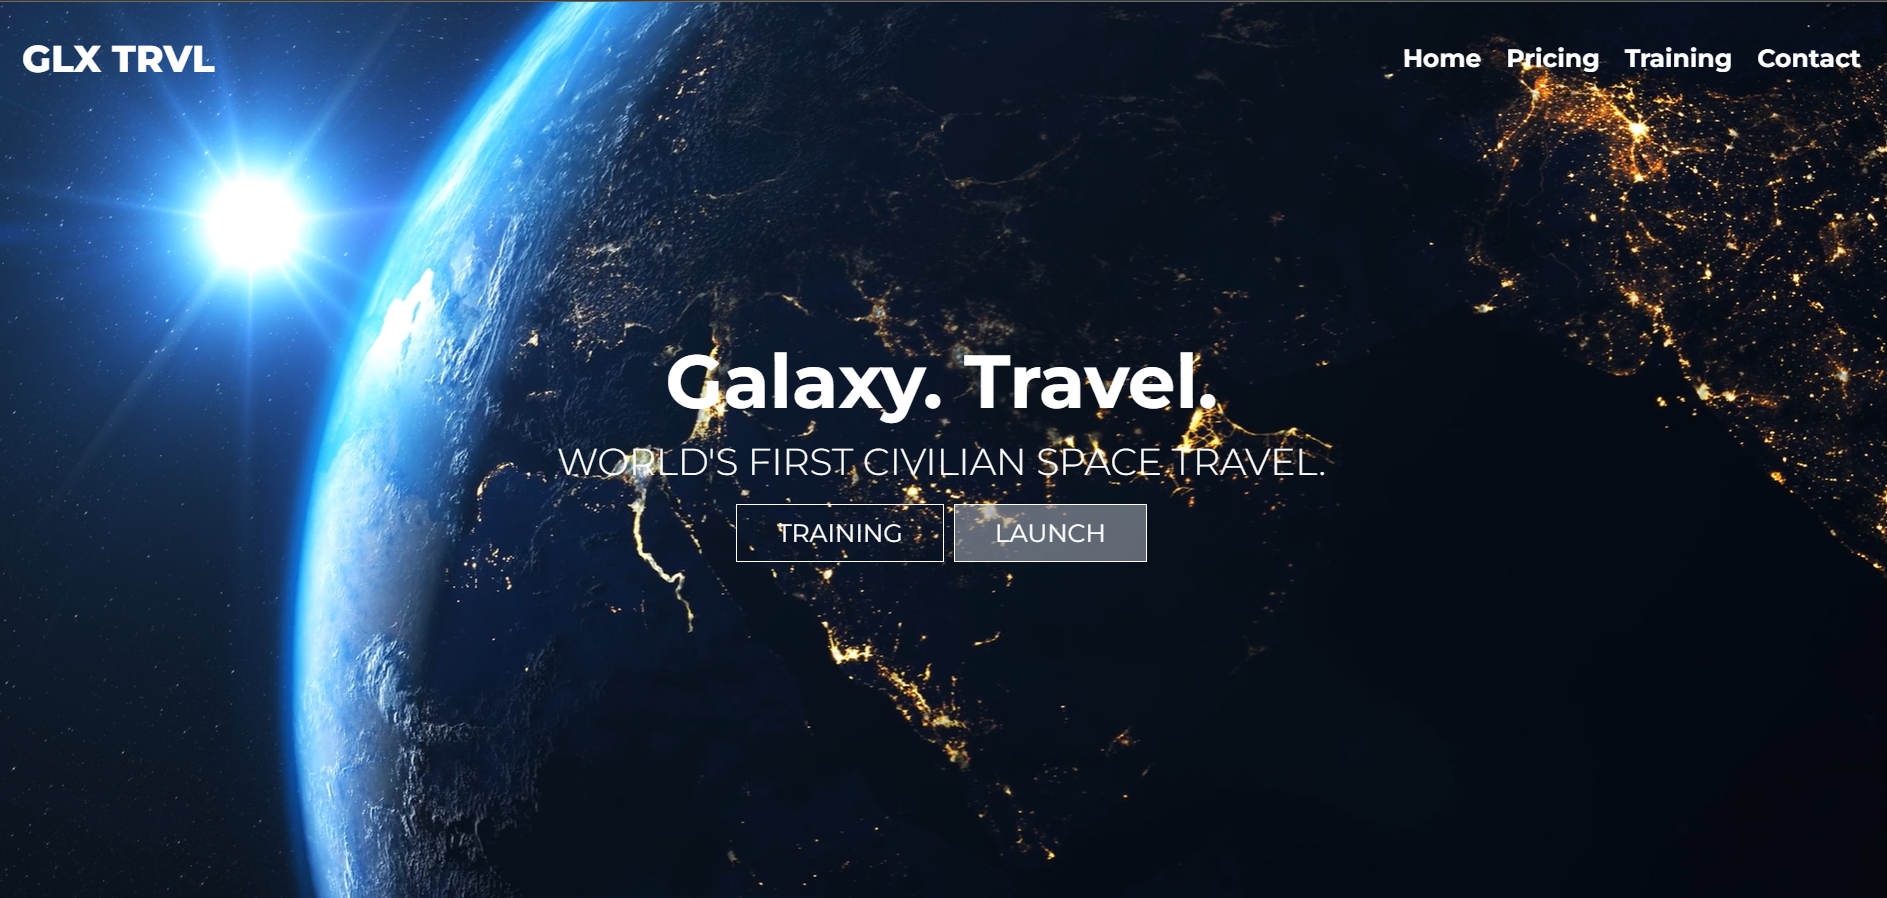 GLX TRVL
Home Pricing Training Contact
Galaxy. Travel.
WORLD'S FIRST CIVILIAN SPACE TRAVEL.
TRAINING LAUNCH